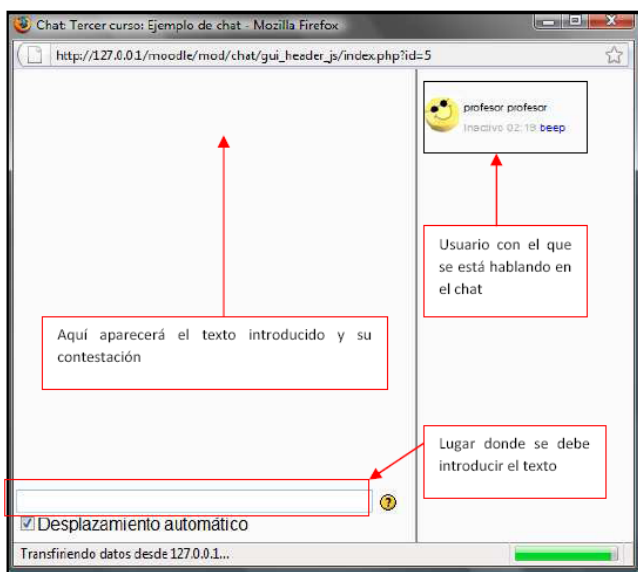 Chat: Tercer curso: Ejemplo de chat - Mozilla Firefox
http://127.0.0.1/moodle/mod/chat/gui_header_js/index.php?id=5
profesor profesor
Inactivo 02:19 beep
Usuario con el que
se está hablando en
el chat
Aquí aparecerá el texto introducido y su
contestación
Lugar donde se debe
introducir el texto
?
Desplazamiento automático
Transfiriendo datos desde 127.0.0.1...